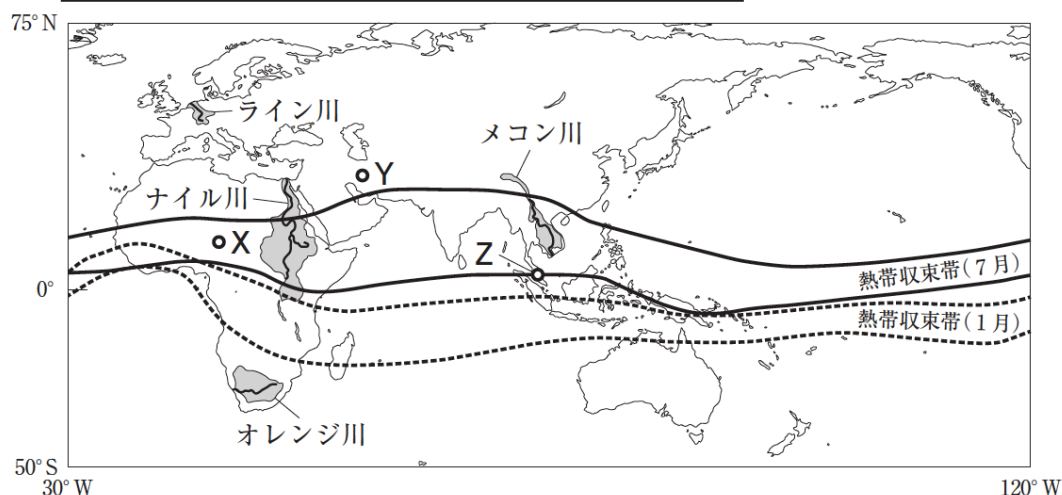 75° N
ライン川
メコン川
Y
ナイル川
X
Z
0°
熱帯収束帯(7月)
熱帯収束帯(1月)
オレンジ川
50° S
30° W
120° W